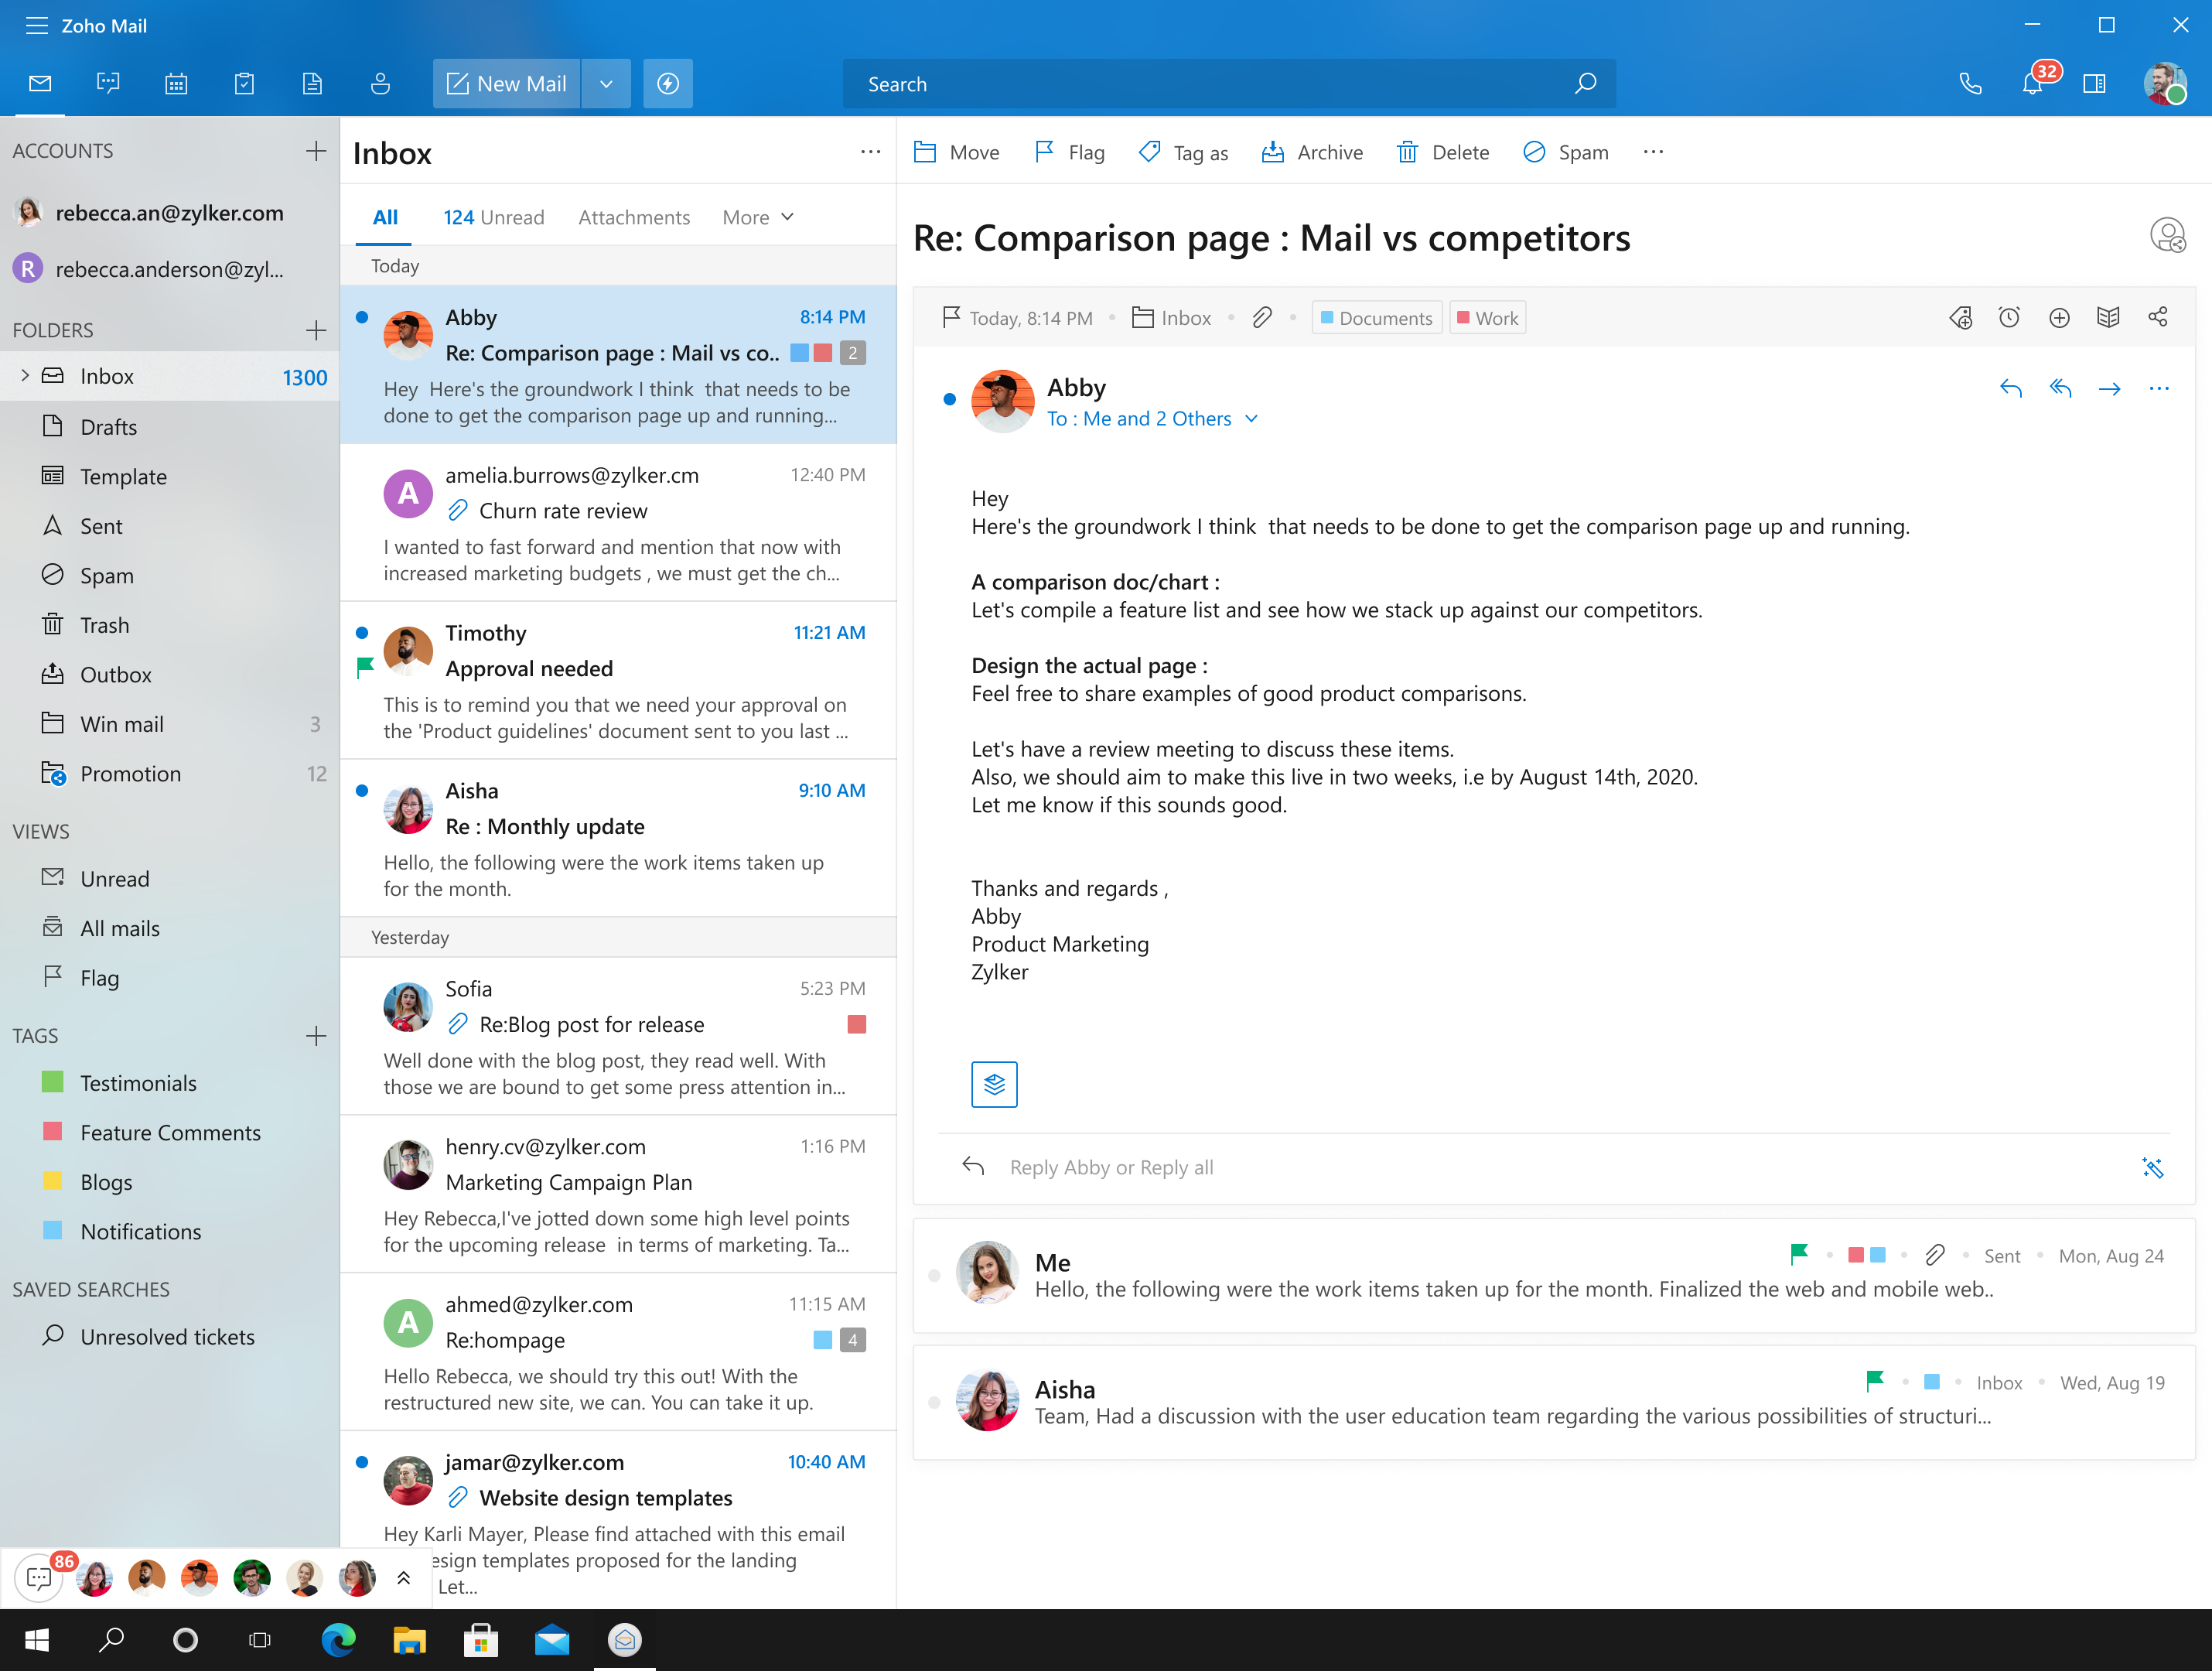 Zoho Mail
New Mail
Search
32
ACCOUNTS
rebecca.an@zylker.com
R
rebecca.anderson@zyl...
FOLDERS
Inbox 1300
Drafts
Template
Sent
Spam
Trash
Outbox
Win mail 3
Promotion 12
VIEWS
Unread
All mails
Flag
TAGS
Testimonials
Feature Comments
Blogs
Notifications
SAVED SEARCHES
Unresolved tickets
86
Inbox
All 124 Unread Attachments More
Today
Abby 8:14 PM
Re: Comparison page : Mail vs co.. 2
Hey  Here's the groundwork I think  that needs to be
done to get the comparison page up and running...
A
amelia.burrows@zylker.cm 12:40 PM
Churn rate review
I wanted to fast forward and mention that now with
increased marketing budgets , we must get the ch...
Timothy 11:21 AM
Approval needed
This is to remind you that we need your approval on
the 'Product guidelines' document sent to you last ...
Aisha 9:10 AM
Re : Monthly update
Hello, the following were the work items taken up
for the month.
Yesterday
Sofia 5:23 PM
Re:Blog post for release
Well done with the blog post, they read well. With
those we are bound to get some press attention in...
henry.cv@zylker.com 1:16 PM
Marketing Campaign Plan
Hey Rebecca,I've jotted down some high level points
for the upcoming release  in terms of marketing. Ta...
A
ahmed@zylker.com 11:15 AM
Re:hompage 4
Hello Rebecca, we should try this out! With the
restructured new site, we can. You can take it up.
jamar@zylker.com 10:40 AM
Website design templates
Hey Karli Mayer, Please find attached with this email
esign templates proposed for the landing
Let...
Move Flag Tag as Archive Delete Spam
Re: Comparison page : Mail vs competitors
Today, 8:14 PM Inbox Documents Work
Abby
To : Me and 2 Others
Hey
Here's the groundwork I think  that needs to be done to get the comparison page up and running.
A comparison doc/chart :
Let's compile a feature list and see how we stack up against our competitors.
Design the actual page :
Feel free to share examples of good product comparisons.
Let's have a review meeting to discuss these items.
Also, we should aim to make this live in two weeks, i.e by August 14th, 2020.
Let me know if this sounds good.
Thanks and regards ,
Abby
Product Marketing
Zylker
Reply Abby or Reply all
Me Sent Mon, Aug 24
Hello, the following were the work items taken up for the month. Finalized the web and mobile web..
Aisha Inbox Wed, Aug 19
Team, Had a discussion with the user education team regarding the various possibilities of structuri...